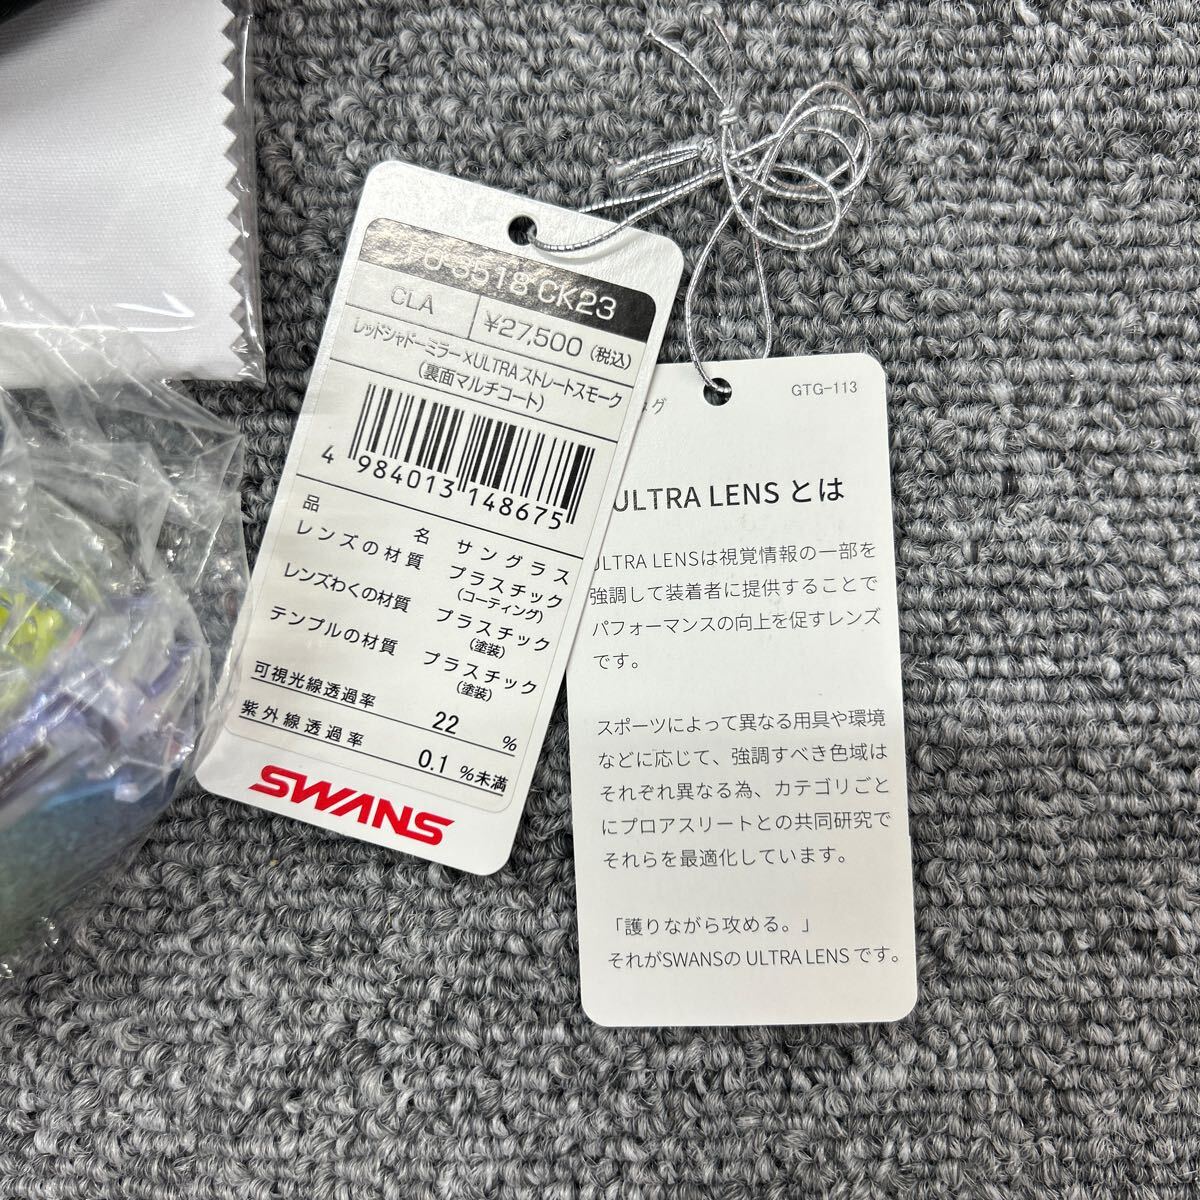 CK23
CLA
¥27,500(税込)
レッドシャドーミラー×ULTRAストレートスモーク
(裏面マルチコート)
4 984013 148675
品 名 サングラス
レンズの材質 プラスチック
(コーティング)
レンズわくの材質 プラスチック
(塗装)
テンプルの材質 プラスチック
(塗装)
可視光線透過率 22 %
紫外線透過率 0.1 %未満
SWANS
GTG-113
ULTRA LENS とは
ULTRA LENSは視覚情報の一部を
強調して装着者に提供することで
パフォーマンスの向上を促すレンズ
です。
スポーツによって異なる用具や環境
などに応じて、強調すべき色域は
それぞれ異なる為、カテゴリごと
にプロアスリートとの共同研究で
それらを最適化しています。
「護りながら攻める。」
それがSWANSの ULTRA LENS です。